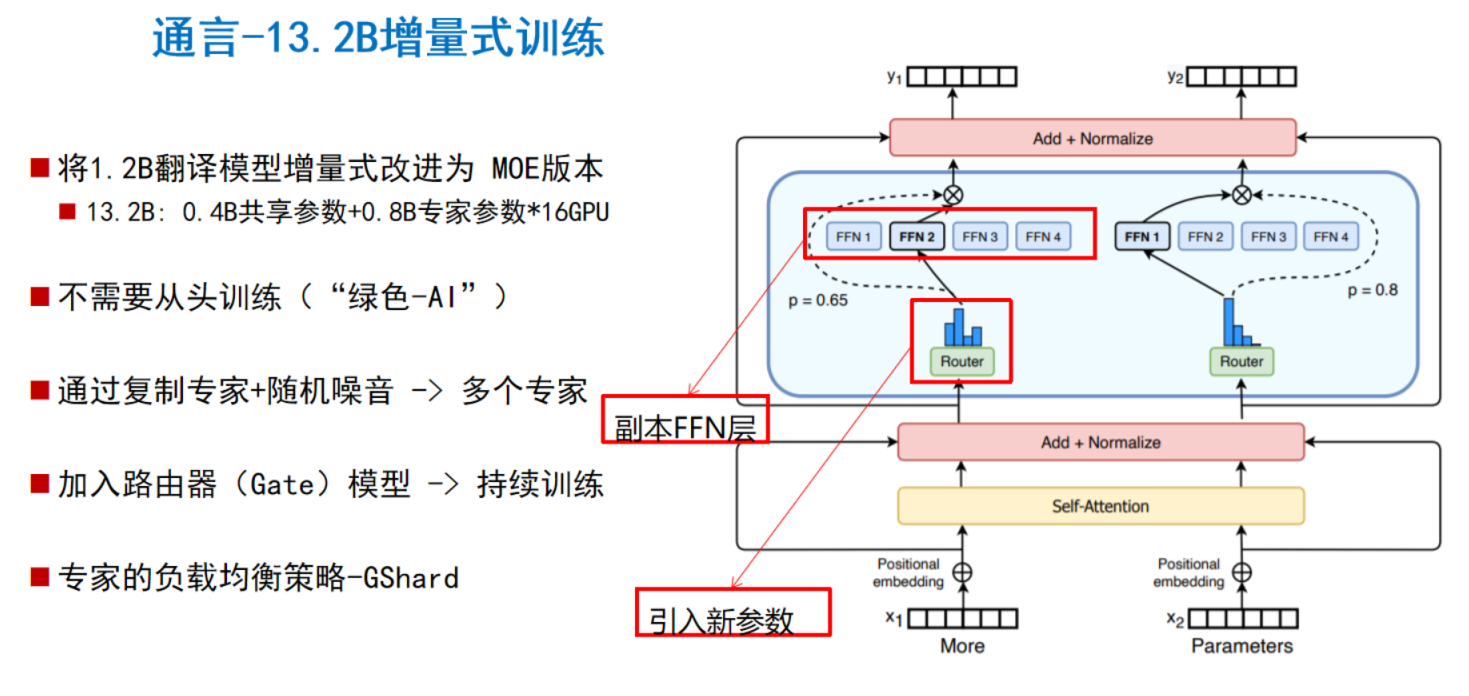 通言-13.2B增量式训练
将1.2B翻译模型增量式改进为 MOE版本
13.2B: 0.4B共享参数+0.8B专家参数*16GPU
不需要从头训练（“绿色-AI”）
通过复制专家+随机噪音 -> 多个专家
加入路由器（Gate）模型 -> 持续训练
专家的负载均衡策略-GShard
y1
y2
Add + Normalize
FFN 1
FFN 2
FFN 3
FFN 4
FFN 1
FFN 2
FFN 3
FFN 4
p = 0.65
p = 0.8
Router
Router
副本FFN层
Add + Normalize
Self-Attention
Positional
embedding
Positional
embedding
引入新参数
x1
x2
More
Parameters